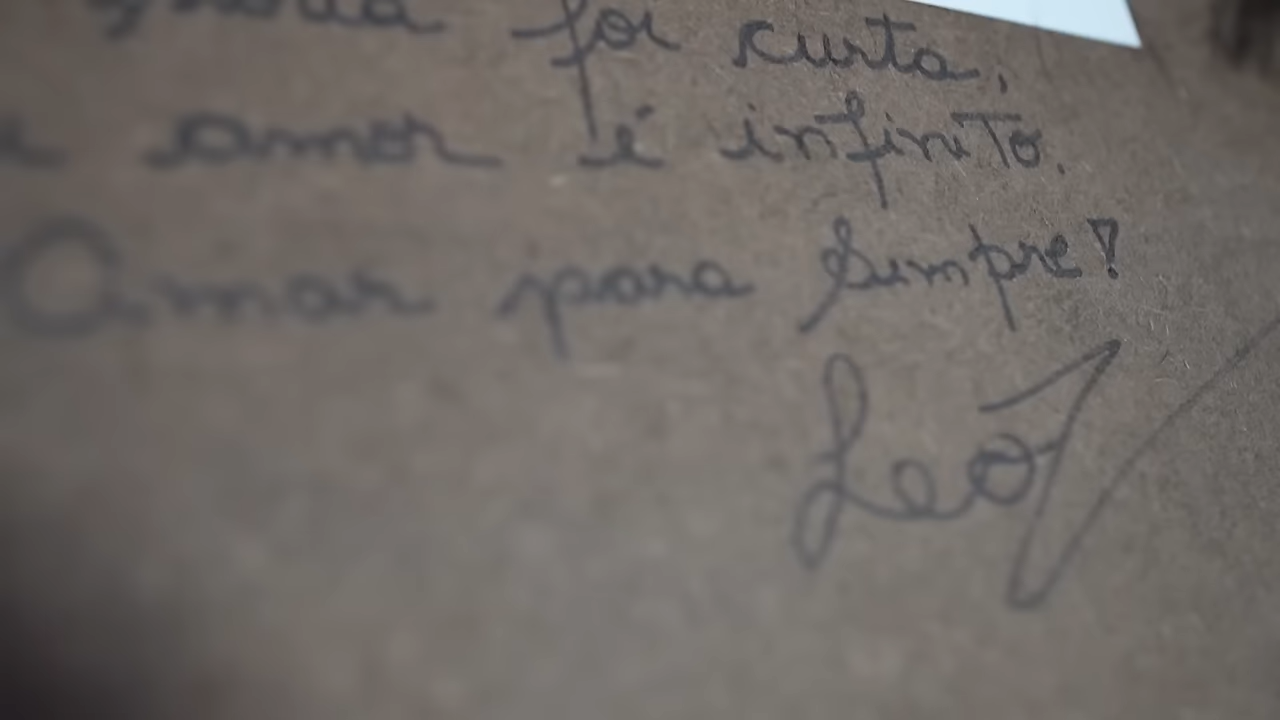 foi curta,
amor é infinito.
Amar para sempre!
Leo